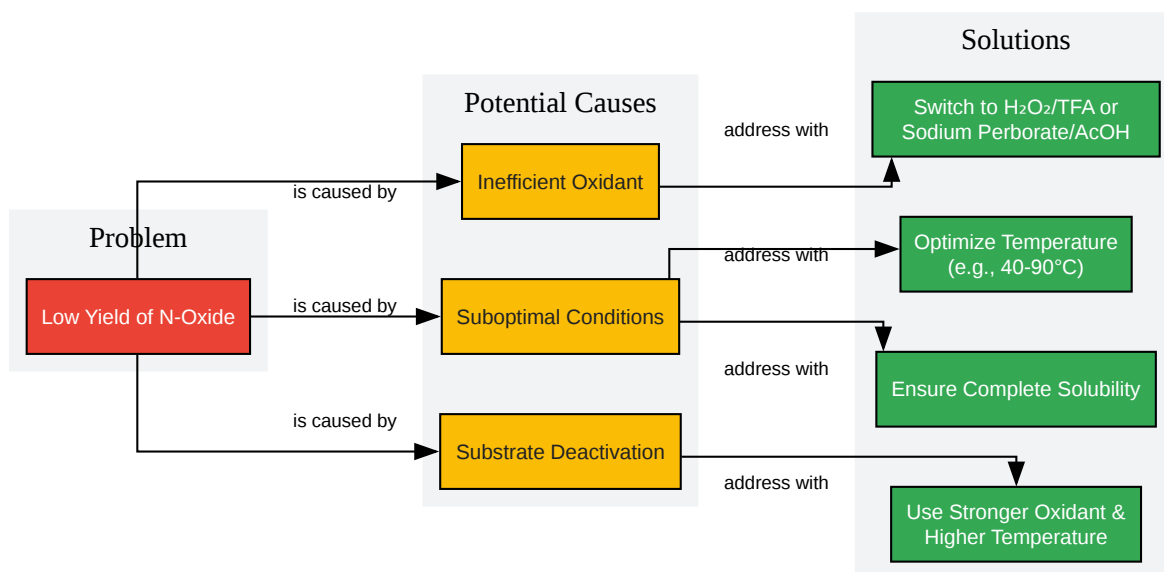 Problem
Low Yield of N-Oxide
is caused by
is caused by
is caused by
Potential Causes
Inefficient Oxidant
Suboptimal Conditions
Substrate Deactivation
address with
address with
address with
address with
Solutions
Switch to H₂O₂/TFA or
Sodium Perborate/AcOH
Optimize Temperature
(e.g., 40-90°C)
Ensure Complete Solubility
Use Stronger Oxidant &
Higher Temperature